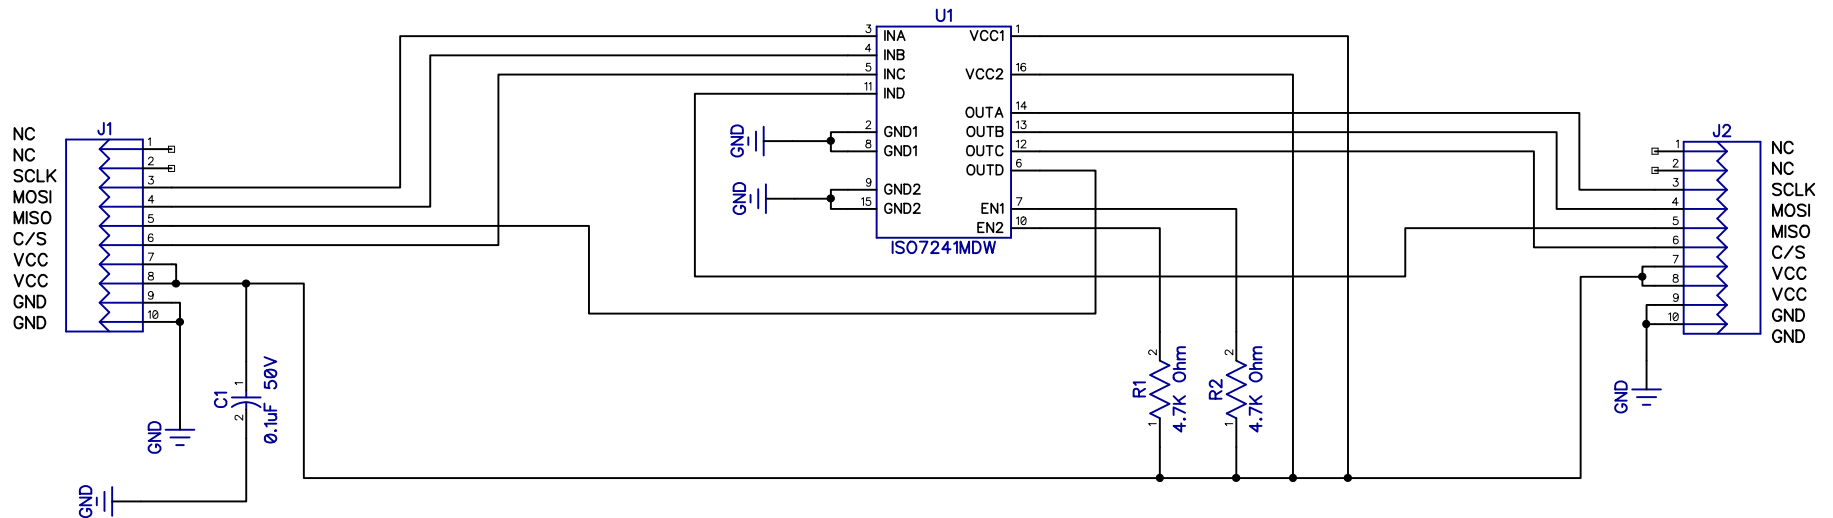 U1
3 INA VCC1 1
4 INB
5 INC VCC2 16
11 IND
OUTA 14
GND 2 GND1 OUTB 13
8 GND1 OUTC 12
OUTD 6
GND 9 GND2
15 GND2 EN1 7
EN2 10
ISO7241MDW
J1
NC 1
NC 2
SCLK 3
MOSI 4
MISO 5
C/S 6
VCC 7
VCC 8
GND 9
GND 10
J2
1 NC
2 NC
3 SCLK
4 MOSI
5 MISO
6 C/S
7 VCC
8 VCC
9 GND
10 GND
C1
1
2
0.1uF 50V
GND
GND
R1
2
1
4.7K Ohm
R2
2
1
4.7K Ohm
GND